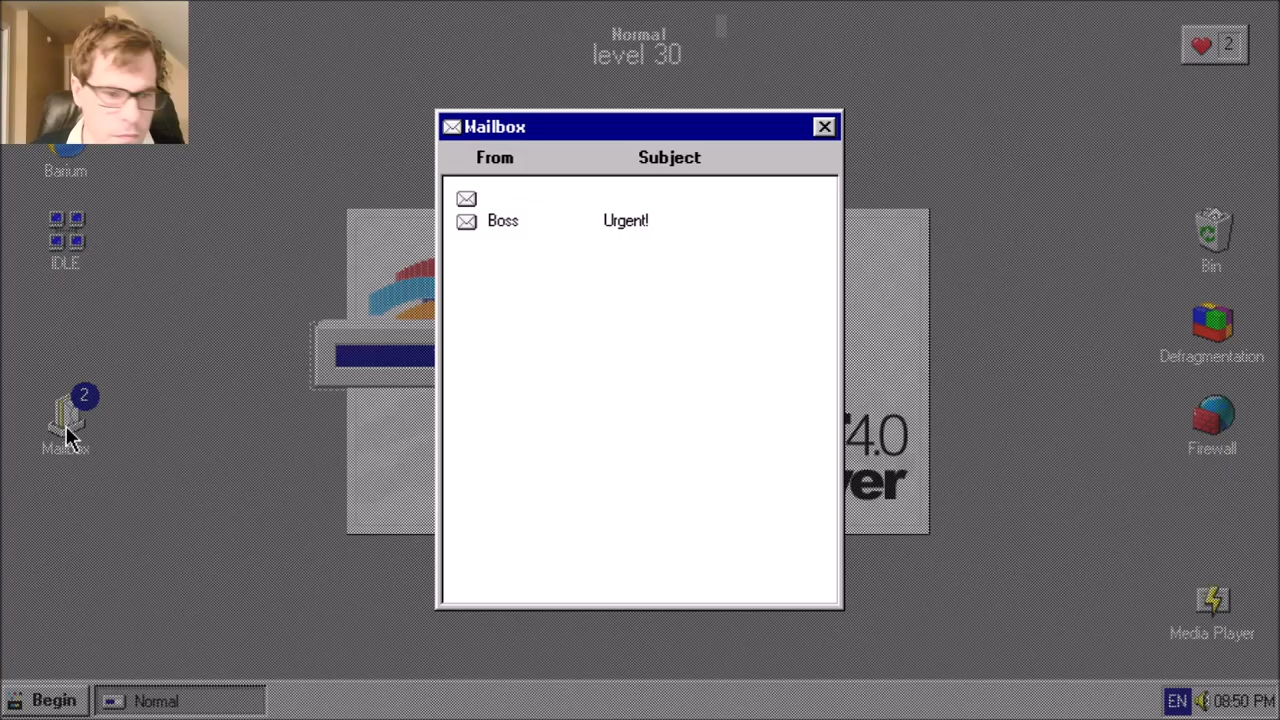 Normal
level 30
2
Mailbox
From Subject
Boss Urgent!
Barium
IDLE
2
Mailbox
Bin
Defragmentation
Firewall
Media Player
4.0
ver
Begin
Normal
EN 08:50 PM